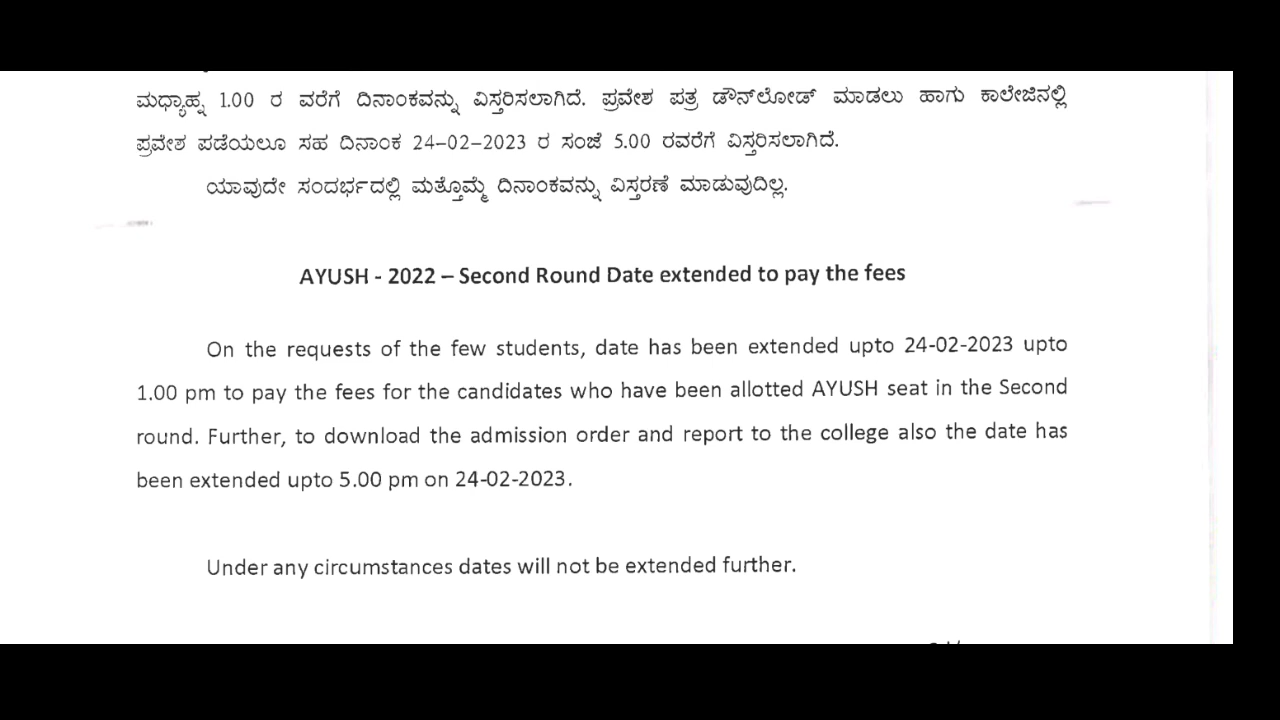 ಮಧ್ಯಾಹ್ನ 1.00 ರ ವರೆಗೆ ದಿನಾಂಕವನ್ನು ವಿಸ್ತರಿಸಲಾಗಿದೆ. ಪ್ರವೇಶ ಪತ್ರ ಡೌನ್‌ಲೋಡ್ ಮಾಡಲು ಹಾಗು ಕಾಲೇಜಿನಲ್ಲಿ
ಪ್ರವೇಶ ಪಡೆಯಲೂ ಸಹ ದಿನಾಂಕ 24-02-2023 ರ ಸಂಜೆ 5.00 ರವರೆಗೆ ವಿಸ್ತರಿಸಲಾಗಿದೆ.
ಯಾವುದೇ ಸಂದರ್ಭದಲ್ಲಿ ಮತ್ತೊಮ್ಮೆ ದಿನಾಂಕವನ್ನು ವಿಸ್ತರಣೆ ಮಾಡುವುದಿಲ್ಲ.
AYUSH - 2022 – Second Round Date extended to pay the fees
On the requests of the few students, date has been extended upto 24-02-2023 upto
1.00 pm to pay the fees for the candidates who have been allotted AYUSH seat in the Second
round. Further, to download the admission order and report to the college also the date has
been extended upto 5.00 pm on 24-02-2023.
Under any circumstances dates will not be extended further.